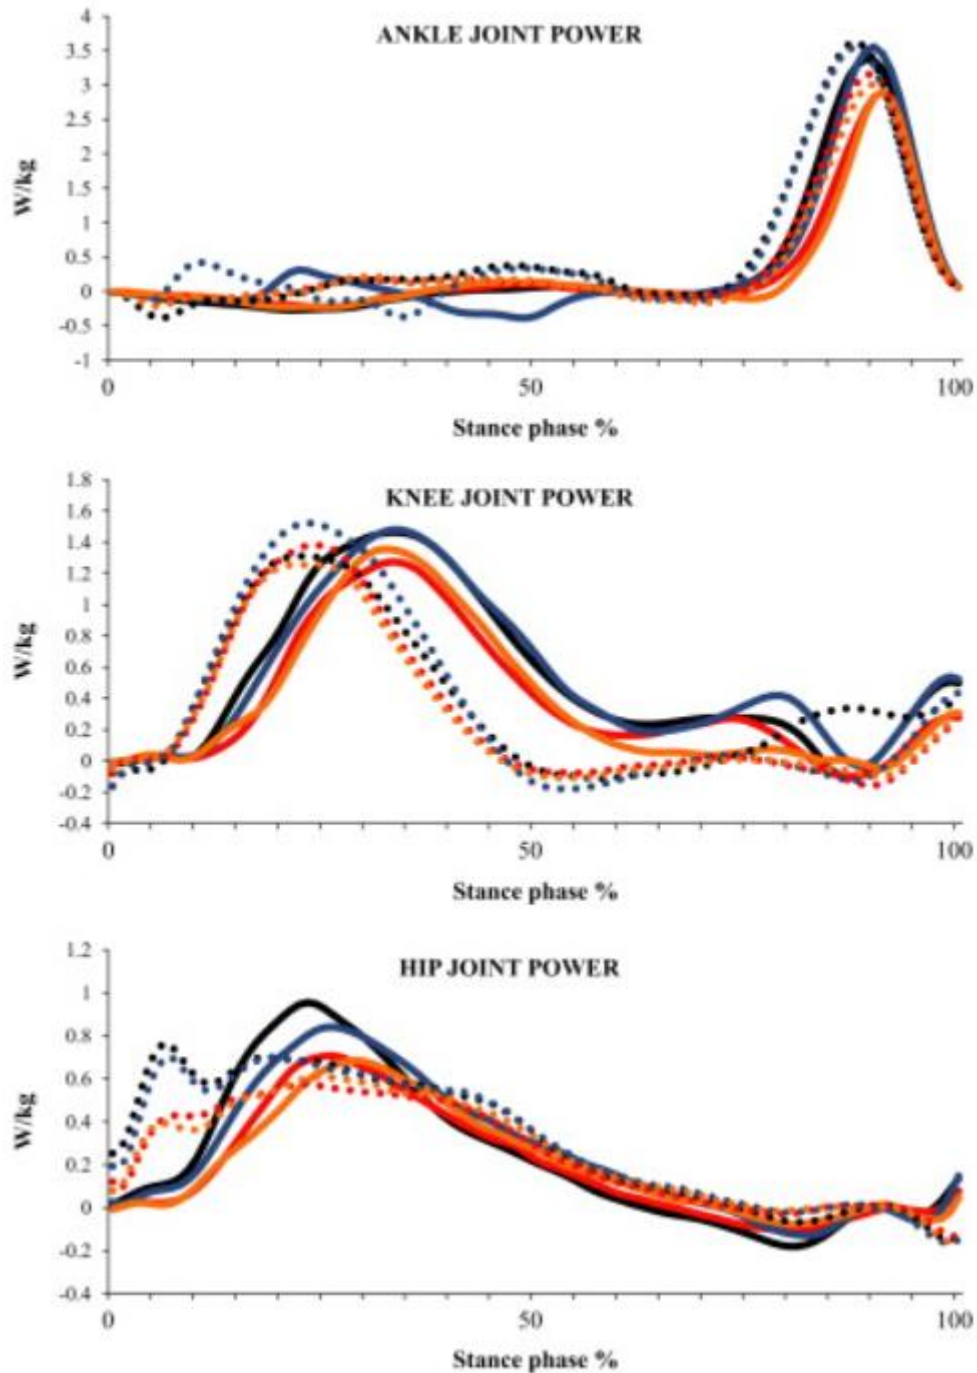 ANKLE JOINT POWER
4
3.5
3
2.5
2
1.5
1
0.5
0
-0.5
-1
W/kg
0 50 100
Stance phase %
KNEE JOINT POWER
1.8
1.6
1.4
1.2
1
0.8
0.6
0.4
0.2
0
-0.2
-0.4
W/kg
0 50 100
Stance phase %
HIP JOINT POWER
1.2
1
0.8
0.6
0.4
0.2
0
-0.2
-0.4
W/kg
0 50 100
Stance phase %